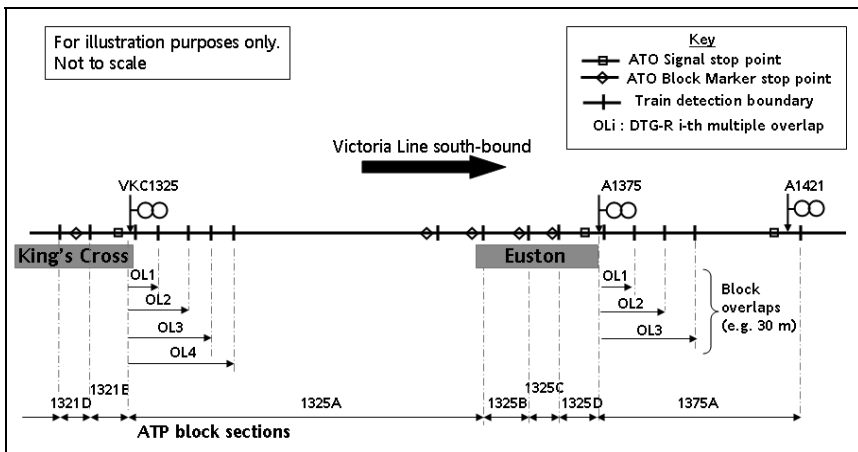 For illustration purposes only.
Not to scale
Key
ATO Signal stop point
ATO Block Marker stop point
Train detection boundary
OLi : DTG-R i-th multiple overlap
Victoria Line south-bound
VKC1325
A1375
A1421
King's Cross
Euston
OL1
OL2
OL3
OL4
OL1
OL2
OL3
Block
overlaps
(e.g. 30 m)
1321D
1321E
1325A
1325B
1325C
1325D
1375A
ATP block sections